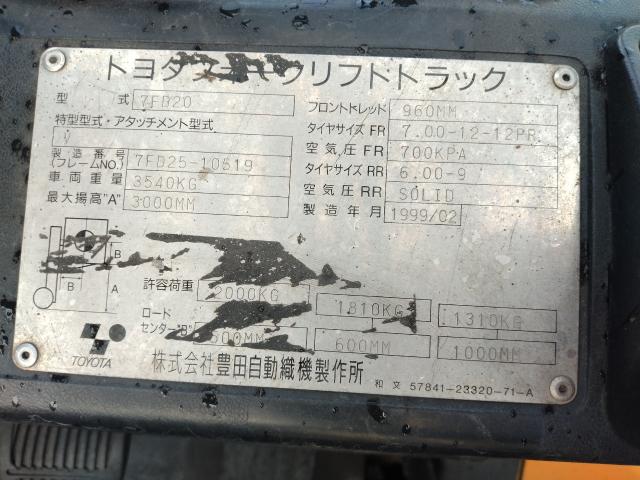 トヨタフォークリフトトラック
型式 7FD20
特型型式・アタッチメント型式
V
製造番号(フレームNO) 7FD25-10519
車両重量 3540KG
最大揚高"A" 3000MM
フロントトレッド 960MM
タイヤサイズ FR 7.00-12-12PR
空気圧 FR 700KPA
タイヤサイズ RR 6.00-9
空気圧 RR SOLID
製造年月 1999/02
B
B A
許容荷重 2000KG 1810KG 1310KG
ロードセンター"B" 500MM 600MM 1000MM
TOYOTA
株式会社豊田自動織機製作所
和文 57841-23320-71-A